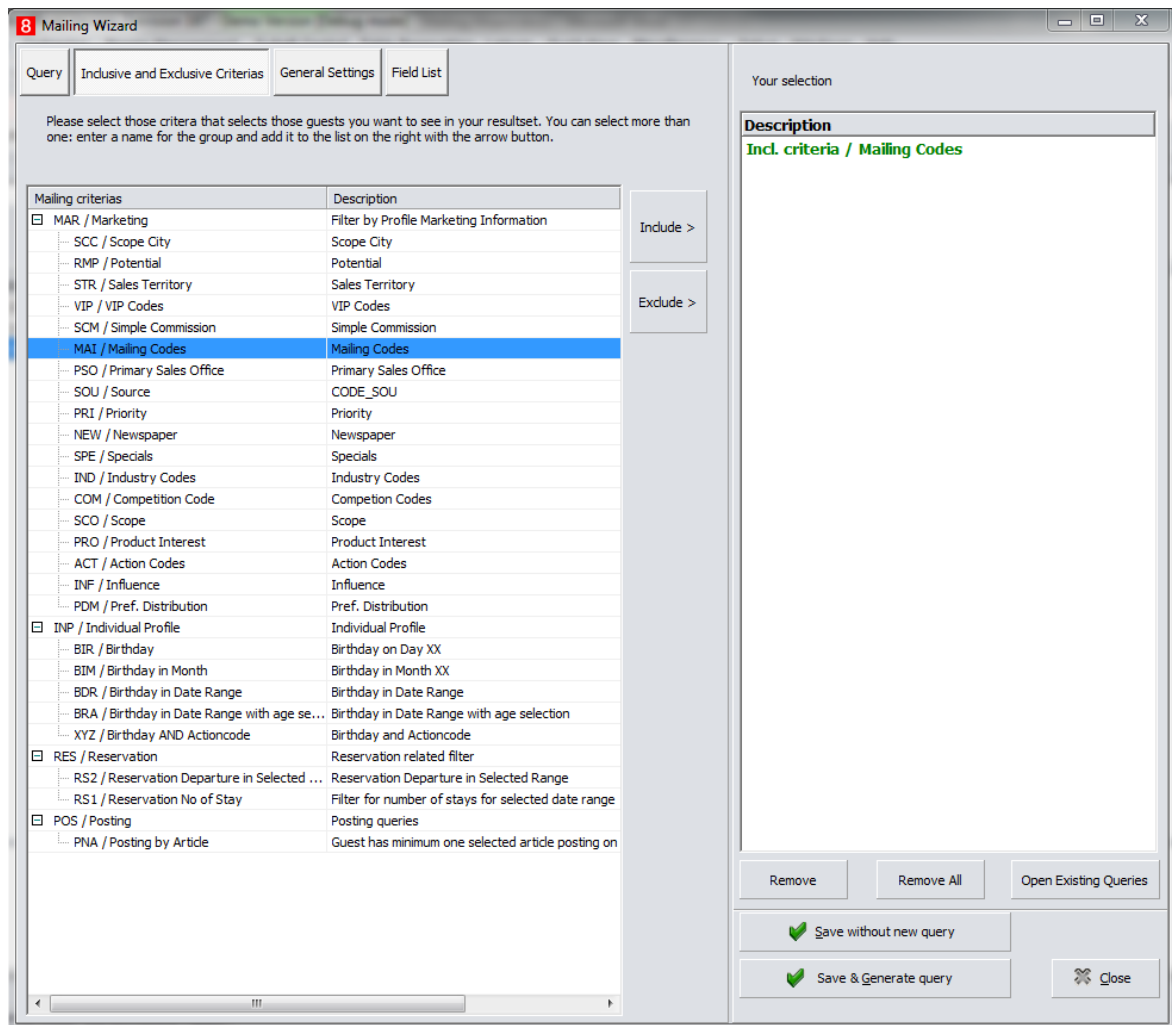 8 Mailing Wizard
Query Inclusive and Exclusive Criterias General Settings Field List
Please select those critera that selects those guests you want to see in your resultset. You can select more than
one: enter a name for the group and add it to the list on the right with the arrow button.
Mailing criterias Description
MAR / Marketing Filter by Profile Marketing Information
SCC / Scope City Scope City
RMP / Potential Potential
STR / Sales Territory Sales Territory
VIP / VIP Codes VIP Codes
SCM / Simple Commission Simple Commission
MAI / Mailing Codes Mailing Codes
PSO / Primary Sales Office Primary Sales Office
SOU / Source CODE_SOU
PRI / Priority Priority
NEW / Newspaper Newspaper
SPE / Specials Specials
IND / Industry Codes Industry Codes
COM / Competition Code Competion Codes
SCO / Scope Scope
PRO / Product Interest Product Interest
ACT / Action Codes Action Codes
INF / Influence Influence
PDM / Pref. Distribution Pref. Distribution
INP / Individual Profile Individual Profile
BIR / Birthday Birthday on Day XX
BIM / Birthday in Month Birthday in Month XX
BDR / Birthday in Date Range Birthday in Date Range
BRA / Birthday in Date Range with age se... Birthday in Date Range with age selection
XYZ / Birthday AND Actioncode Birthday and Actioncode
RES / Reservation Reservation related filter
RS2 / Reservation Departure in Selected ... Reservation Departure in Selected Range
RS1 / Reservation No of Stay Filter for number of stays for selected date range
POS / Posting Posting queries
PNA / Posting by Article Guest has minimum one selected article posting on
Include >
Exclude >
Your selection
Description
Incl. criteria / Mailing Codes
Remove Remove All Open Existing Queries
Save without new query
Save & Generate query Close